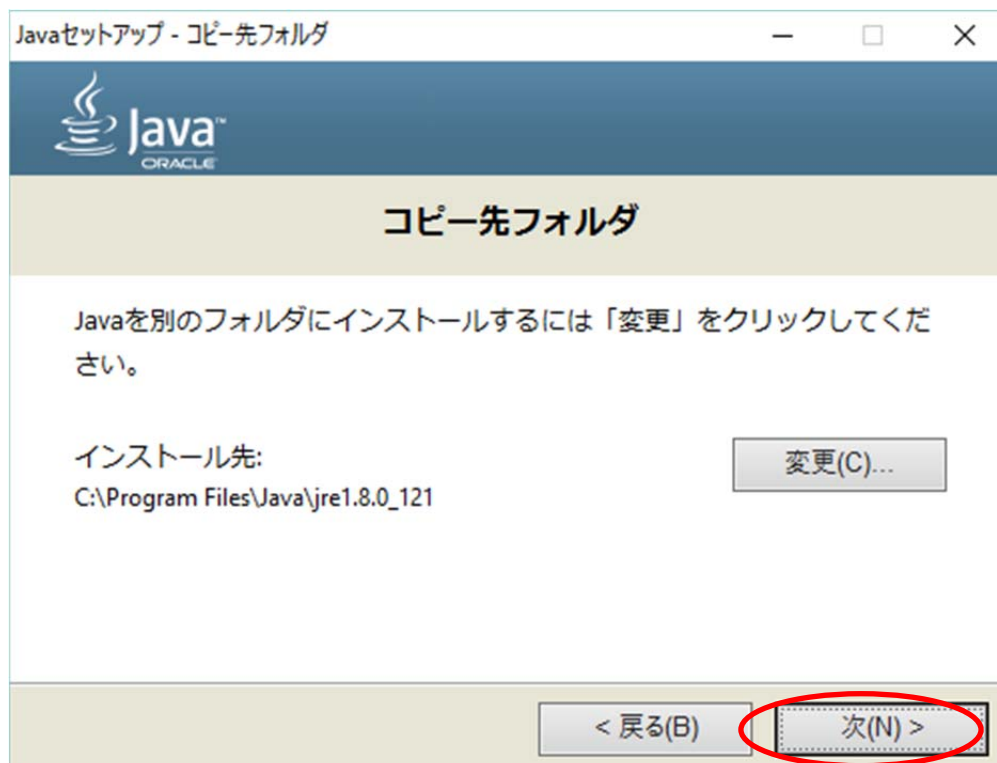 Javaセットアップ - コピー先フォルダ
Java™
ORACLE
コピー先フォルダ
Javaを別のフォルダにインストールするには「変更」をクリックしてくだ
さい。
インストール先:
変更(C)...
C:\Program Files\Java\jre1.8.0_121
< 戻る(B)
次(N) >